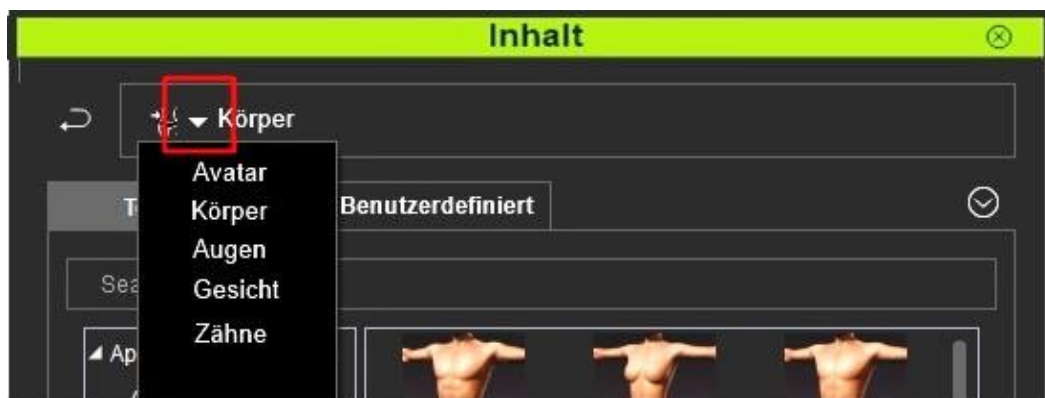 Inhalt
Körper
Avatar
Körper
Augen
Gesicht
Zähne
Benutzerdefiniert